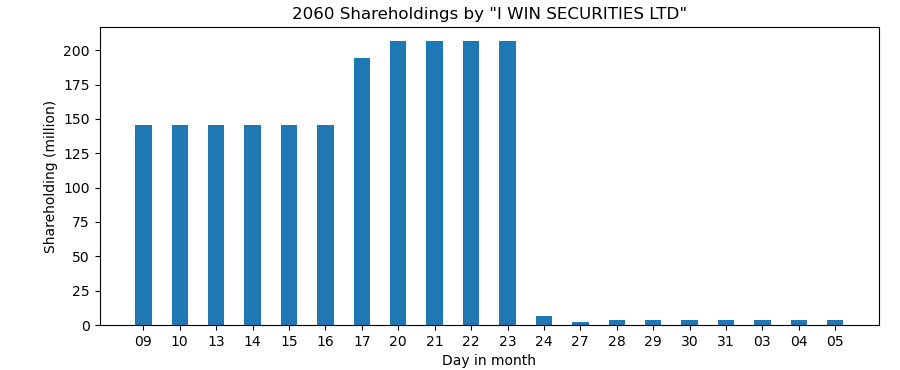 2060 Shareholdings by "I WIN SECURITIES LTD"
Shareholding (million)
200
175
150
125
100
75
50
25
0
09 10 13 14 15 16 17 20 21 22 23 24 27 28 29 30 31 03 04 05
Day in month